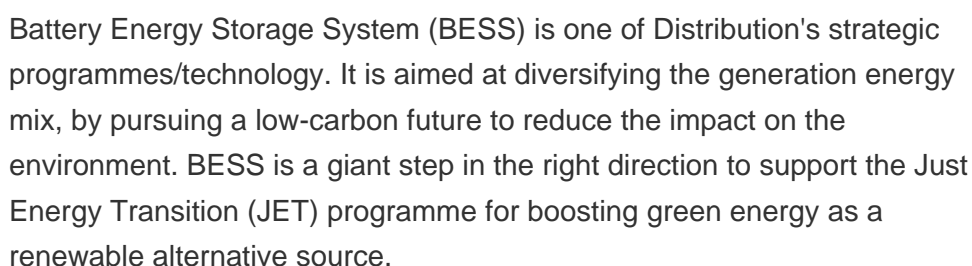 Battery Energy Storage System (BESS) is one of Distribution's strategic
programmes/technology. It is aimed at diversifying the generation energy
mix, by pursuing a low-carbon future to reduce the impact on the
environment. BESS is a giant step in the right direction to support the Just
Energy Transition (JET) programme for boosting green energy as a
renewable alternative source.